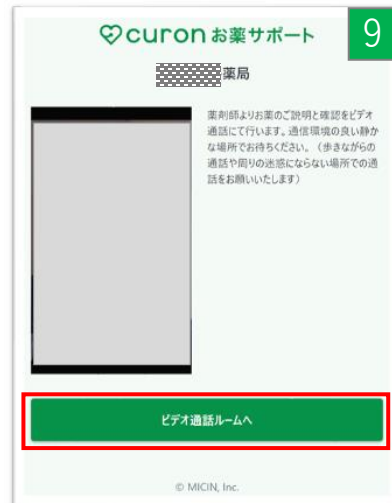 curon お薬サポート
9
薬局
薬剤師よりお薬のご説明と確認をビデオ
通話にて行います。通信環境の良い静か
な場所でお待ちください。（歩きながらの
通話や周りの迷惑にならない場所での通
話をお願いいたします）
ビデオ通話ルームへ
© MICIN, Inc.